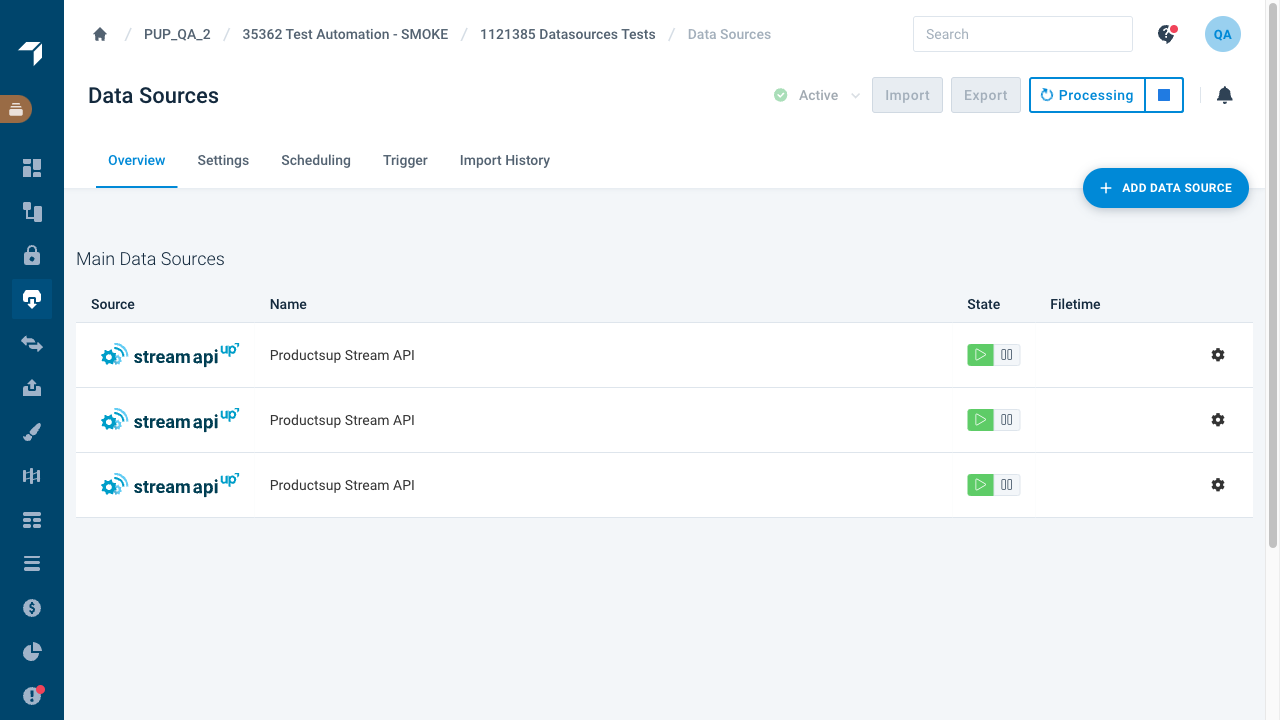 / PUP_QA_2 / 35362 Test Automation - SMOKE / 1121385 Datasources Tests / Data Sources
Search
QA
Data Sources
Active
Import
Export
Processing
Overview
Settings
Scheduling
Trigger
Import History
+ ADD DATA SOURCE
Main Data Sources
Source Name State Filetime
stream api up Productsup Stream API
stream api up Productsup Stream API
stream api up Productsup Stream API